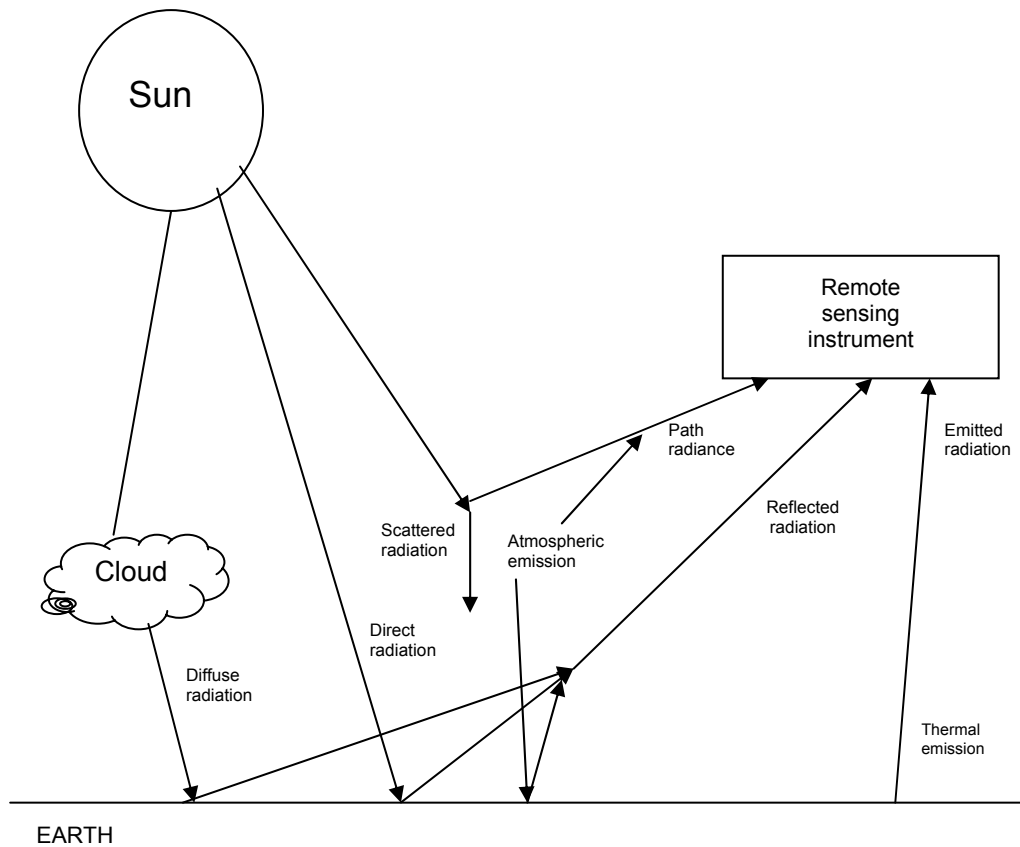 Sun
Remote
sensing
instrument
Path
radiance
Emitted
radiation
Reflected
radiation
Scattered
radiation
Atmospheric
emission
Cloud
Direct
radiation
Diffuse
radiation
Thermal
emission
EARTH